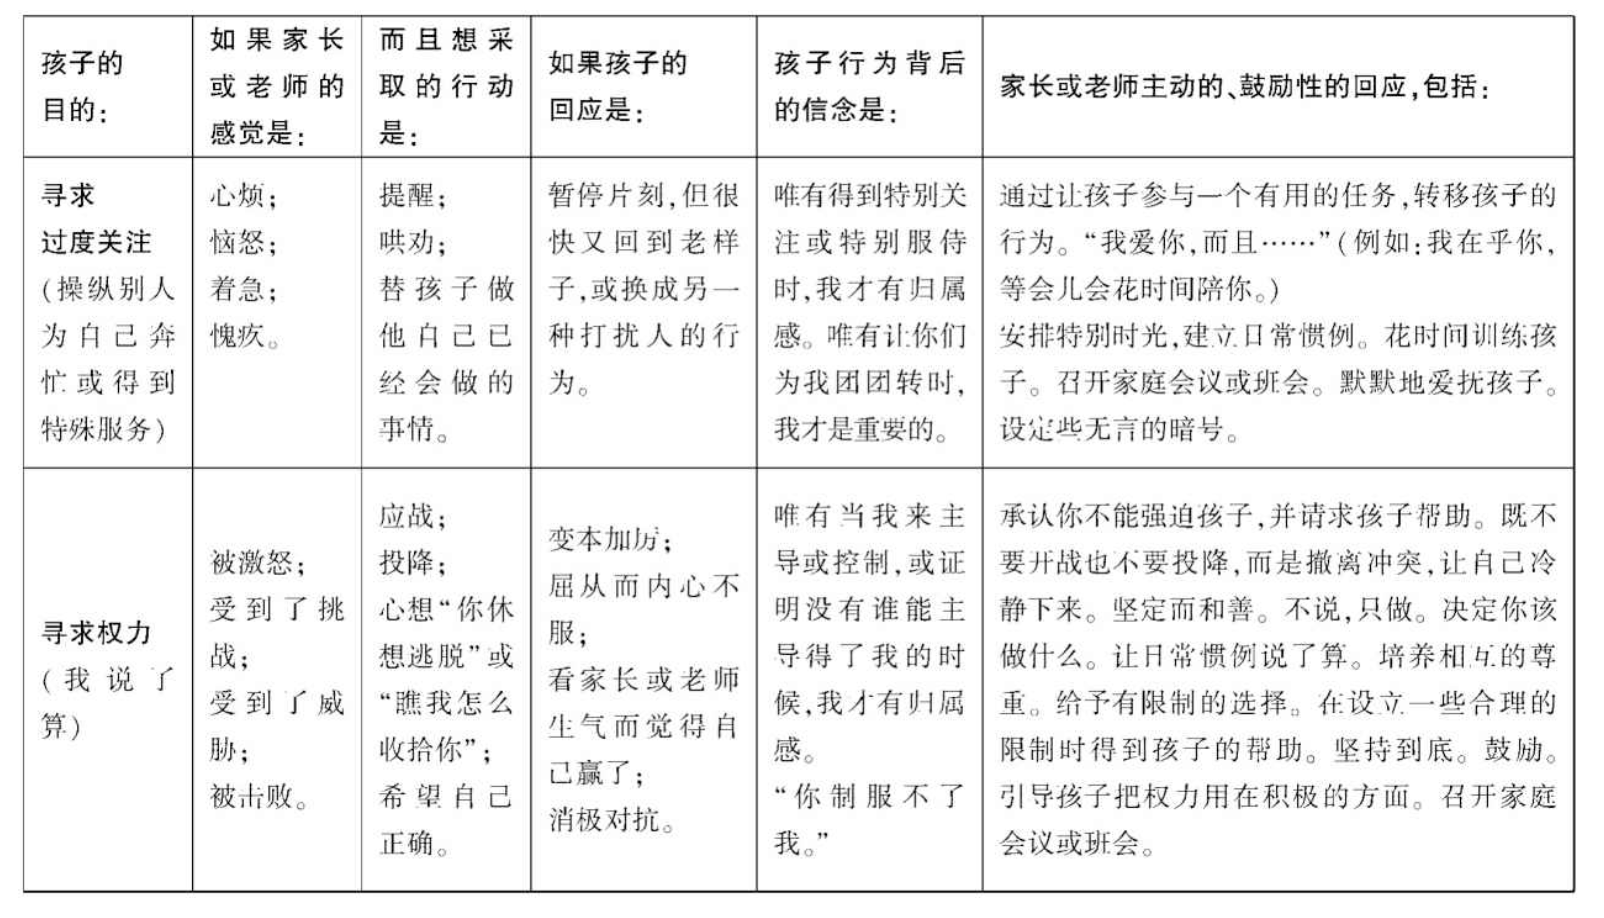 孩子的
目的：
如果家长
或老师的
感觉是：
而且想采
取的行动
是：
如果孩子的
回应是：
孩子行为背后
的信念是：
家长或老师主动的、鼓励性的回应，包括：
寻求
过度关注
（操纵别人
为自己奔
忙或得到
特殊服务）
心烦；
恼怒；
着急；
愧疚。
提醒；
哄劝；
替孩子做
他自己已
经会做的
事情。
暂停片刻，但很
快又回到老样
子，或换成另一
种打扰人的行
为。
唯有得到特别关
注或特别服侍
时，我才有归属
感。唯有让你们
为我团团转时，
我才是重要的。
通过让孩子参与一个有用的任务，转移孩子的
行为。“我爱你，而且……”（例如：我在乎你，
等会儿会花时间陪你。）
安排特别时光，建立日常惯例。花时间训练孩
子。召开家庭会议或班会。默默地爱抚孩子。
设定些无言的暗号。
寻求权力
（我说了
算）
被激怒；
受到了挑
战；
受到了威
胁；
被击败。
应战；
投降；
心想“你休
想逃脱”或
“瞧我怎么
收拾你”；
希望自己
正确。
变本加厉；
屈从而内心不
服；
看家长或老师
生气而觉得自
己赢了；
消极对抗。
唯有当我来主
导或控制，或证
明没有谁能主
导得了我的时
候，我才有归属
感。
“你制服不了
我。”
承认你不能强迫孩子，并请求孩子帮助。既不
要开战也不要投降，而是撤离冲突，让自己冷
静下来。坚定而和善。不说，只做。决定你该
做什么。让日常惯例说了算。培养相互的尊
重。给予有限制的选择。在设立一些合理的
限制时得到孩子的帮助。坚持到底。鼓励。
引导孩子把权力用在积极的方面。召开家庭
会议或班会。